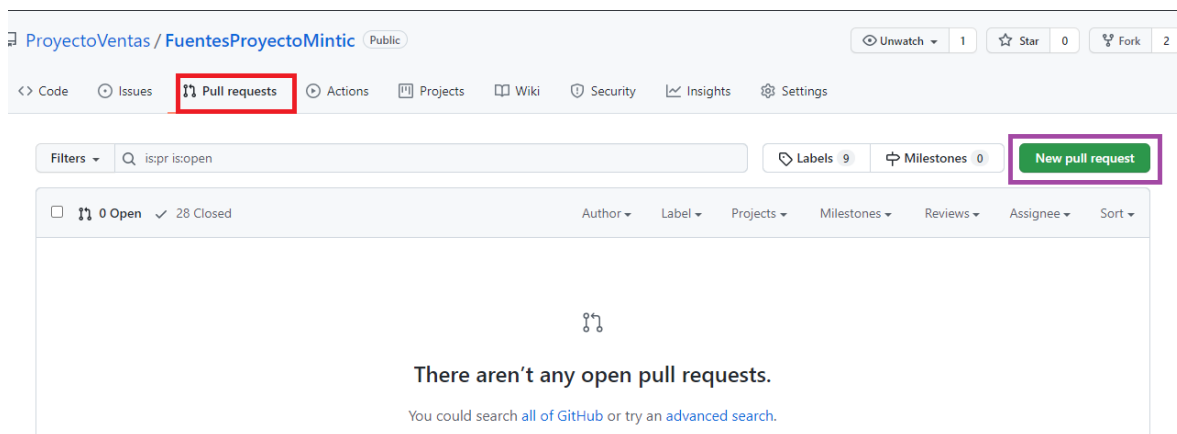 ProyectoVentas / FuentesProyectoMintic Public Unwatch 1 Star 0 Fork 2
<> Code Issues Pull requests Actions Projects Wiki Security Insights Settings
Filters is:pr is:open Labels 9 Milestones 0 New pull request
0 Open 28 Closed Author Label Projects Milestones Reviews Assignee Sort
There aren’t any open pull requests.
You could search all of GitHub or try an advanced search.